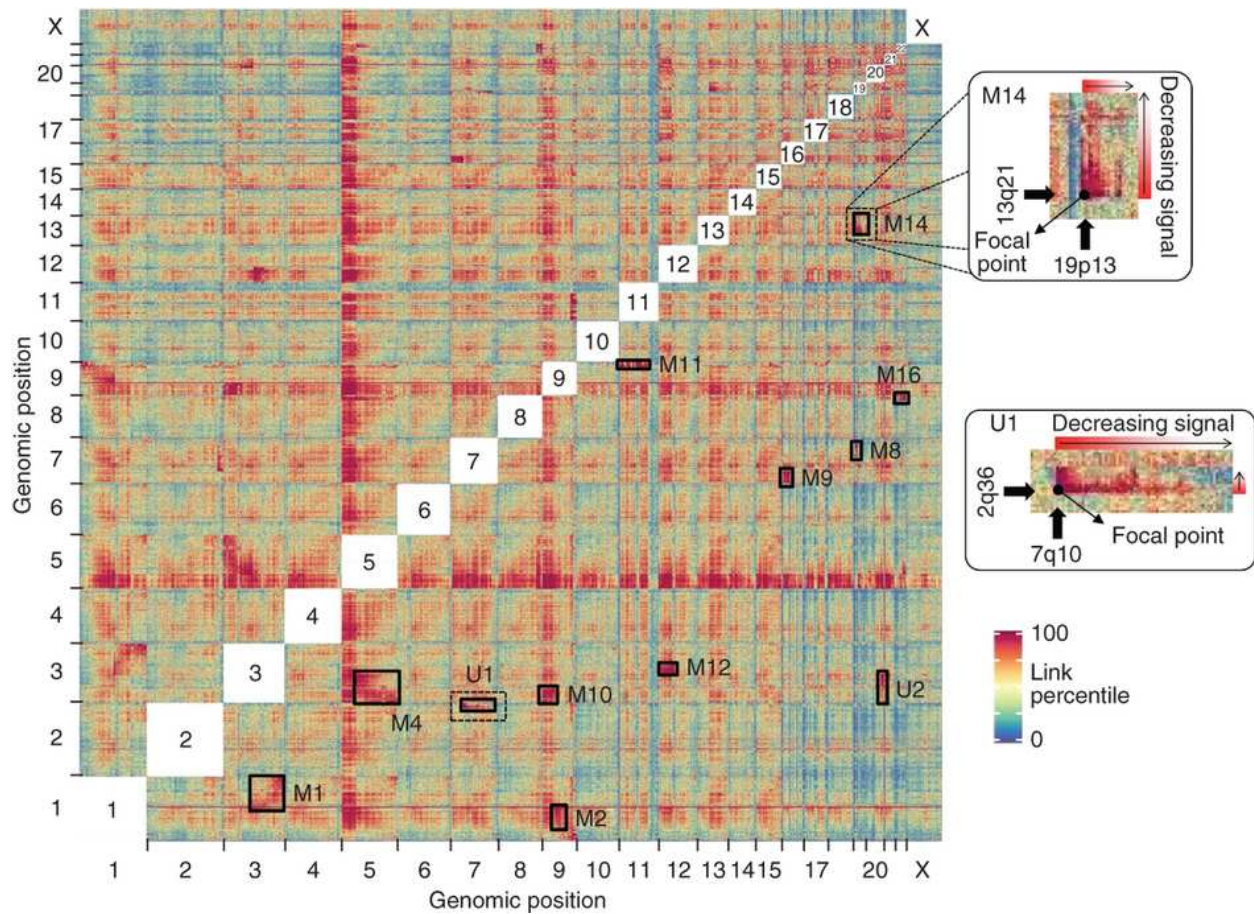 X
20
17
15
14
13
12
11
10
9
8
7
6
5
4
3
2
1
Genomic position
1
2
3
4
5
6
7
8
9
10
11
12
13
14
15
16
17
18
19
20
21
X
M14
M11
M16
M8
M9
M12
U2
U1
M10
M4
M1
M2
1 2 3 4 5 6 7 8 9 10 11 12 13 14 15 17 20 X
Genomic position
M14
Decreasing signal
13q21
Focal
point
19p13
U1
Decreasing signal
2q36
Focal point
7q10
100
Link
percentile
0